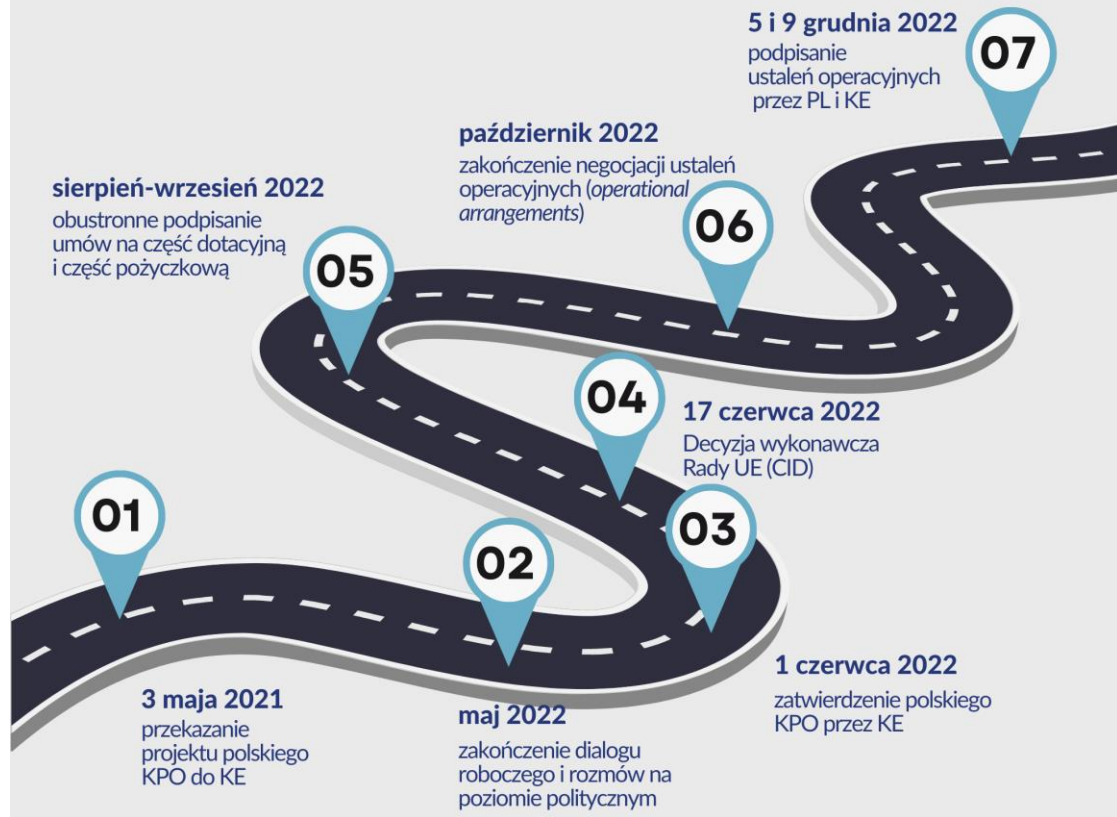 01
3 maja 2021
przekazanie
projektu polskiego
KPO do KE
02
maj 2022
zakończenie dialogu
roboczego i rozmów na
poziomie politycznym
03
1 czerwca 2022
zatwierdzenie polskiego
KPO przez KE
04
17 czerwca 2022
Decyzja wykonawcza
Rady UE (CID)
05
sierpień-wrzesień 2022
obustronne podpisanie
umów na część dotacyjną
i część pożyczkową
06
październik 2022
zakończenie negocjacji ustaleń
operacyjnych (operational
arrangements)
07
5 i 9 grudnia 2022
podpisanie
ustaleń operacyjnych
przez PL i KE